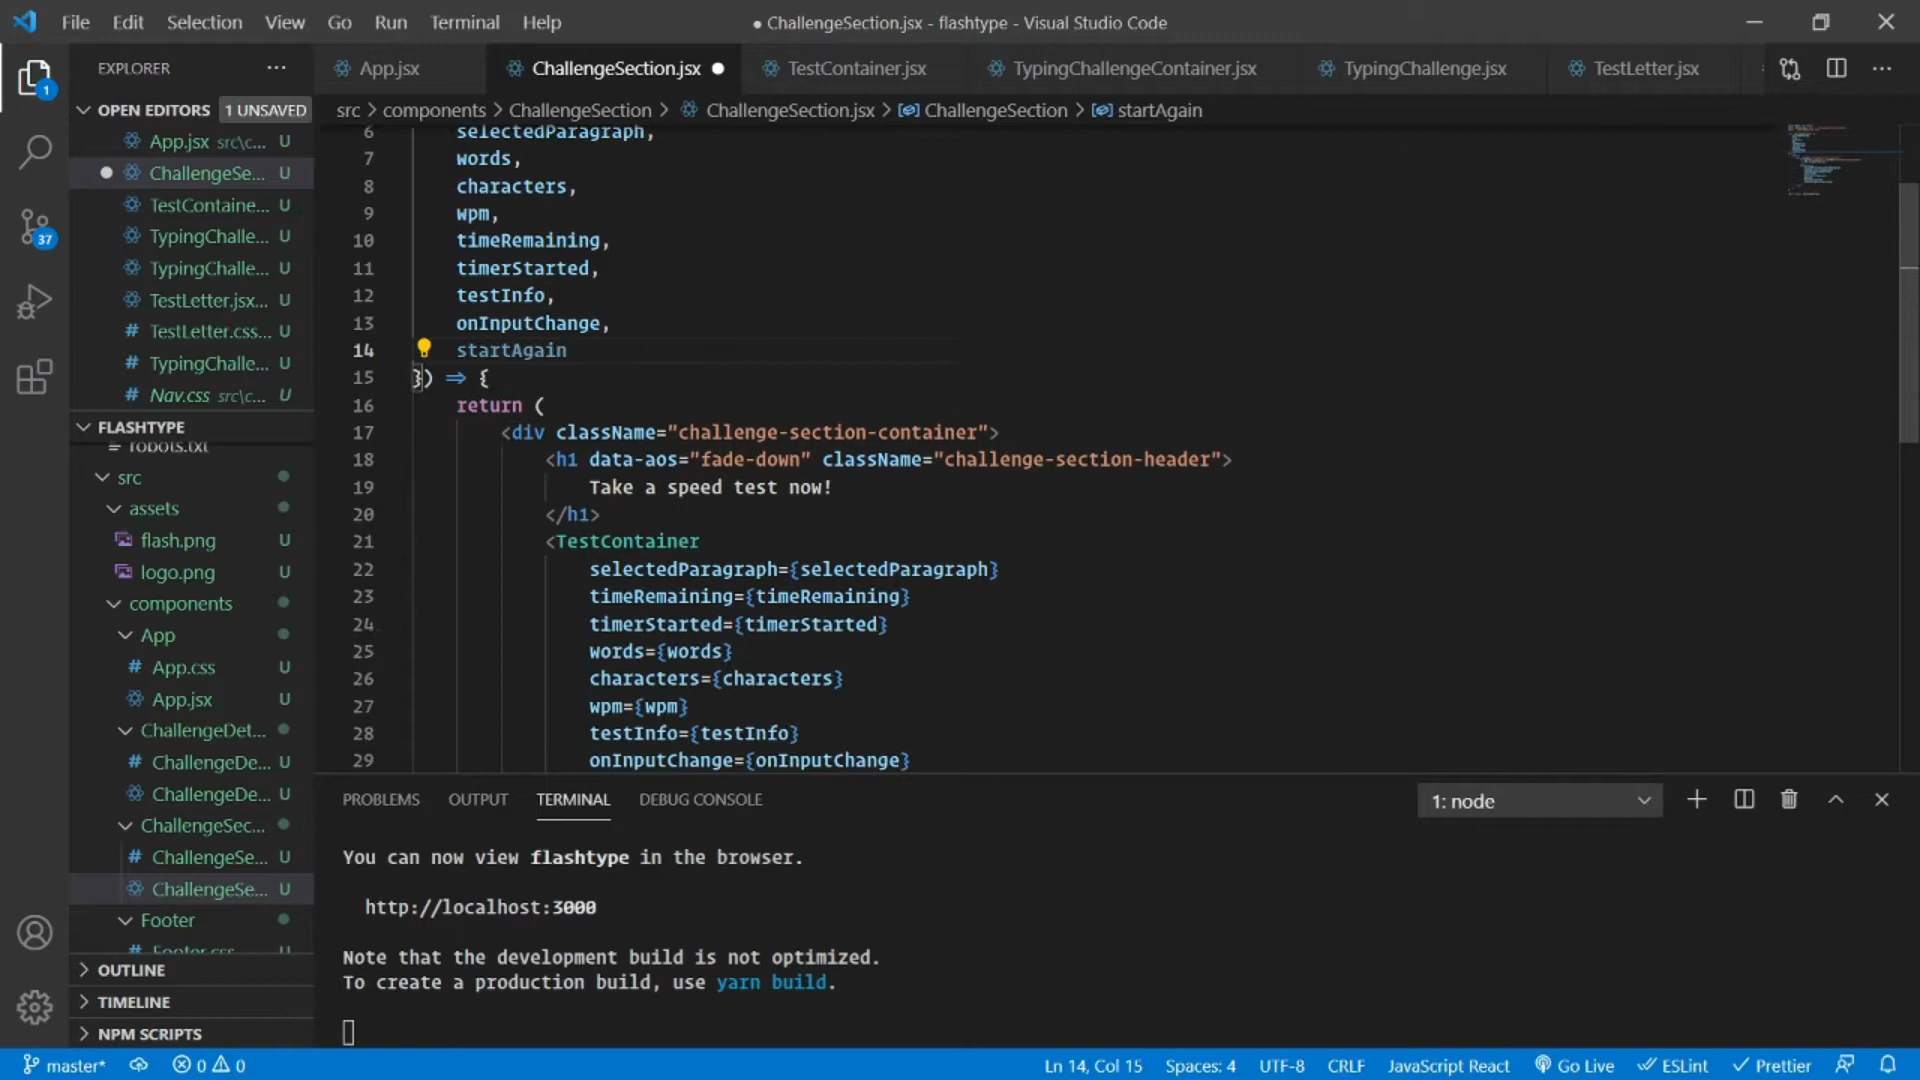 File Edit Selection View Go Run Terminal Help
● ChallengeSection.jsx - flashtype - Visual Studio Code
EXPLORER
App.jsx
ChallengeSection.jsx
TestContainer.jsx
TypingChallengeContainer.jsx
TypingChallenge.jsx
TestLetter.jsx
OPEN EDITORS 1 UNSAVED
src > components > ChallengeSection > ChallengeSection.jsx > ChallengeSection > startAgain
App.jsx src\c... U
ChallengeSe... U
TestContaine... U
TypingChalle... U
TypingChalle... U
TestLetter.jsx... U
TestLetter.css... U
TypingChalle... U
Nav.css src\c... U
FLASHTYPE
robots.txt
src
assets
flash.png U
logo.png U
components
App
App.css U
App.jsx U
ChallengeDet...
ChallengeDe... U
ChallengeDe... U
ChallengeSec...
ChallengeSe... U
ChallengeSe... U
Footer
Footer.css U
OUTLINE
TIMELINE
NPM SCRIPTS
1
37
6 selectedParagraph,
7 words,
8 characters,
9 wpm,
10 timeRemaining,
11 timerStarted,
12 testInfo,
13 onInputChange,
14 startAgain
15 }) => {
16 return (
17 <div className="challenge-section-container">
18 <h1 data-aos="fade-down" className="challenge-section-header">
19 Take a speed test now!
20 </h1>
21 <TestContainer
22 selectedParagraph={selectedParagraph}
23 timeRemaining={timeRemaining}
24 timerStarted={timerStarted}
25 words={words}
26 characters={characters}
27 wpm={wpm}
28 testInfo={testInfo}
29 onInputChange={onInputChange}
PROBLEMS OUTPUT TERMINAL DEBUG CONSOLE
1: node
You can now view flashtype in the browser.
http://localhost:3000
Note that the development build is not optimized.
To create a production build, use yarn build.
master* 0 0
Ln 14, Col 15 Spaces: 4 UTF-8 CRLF JavaScript React Go Live ESLint Prettier